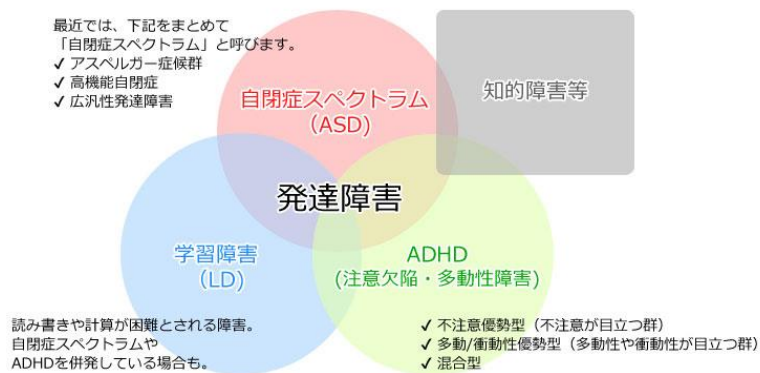 最近では、下記をまとめて
「自閉症スペクトラム」と呼びます。
✓ アスペルガー症候群
✓ 高機能自閉症
✓ 広汎性発達障害
自閉症スペクトラム
（ASD）
知的障害等
発達障害
学習障害
（LD）
ADHD
(注意欠陥・多動性障害)
読み書きや計算が困難とされる障害。
自閉症スペクトラムや
ADHDを併発している場合も。
✓ 不注意優勢型（不注意が目立つ群）
✓ 多動/衝動性優勢型（多動性や衝動性が目立つ群）
✓ 混合型